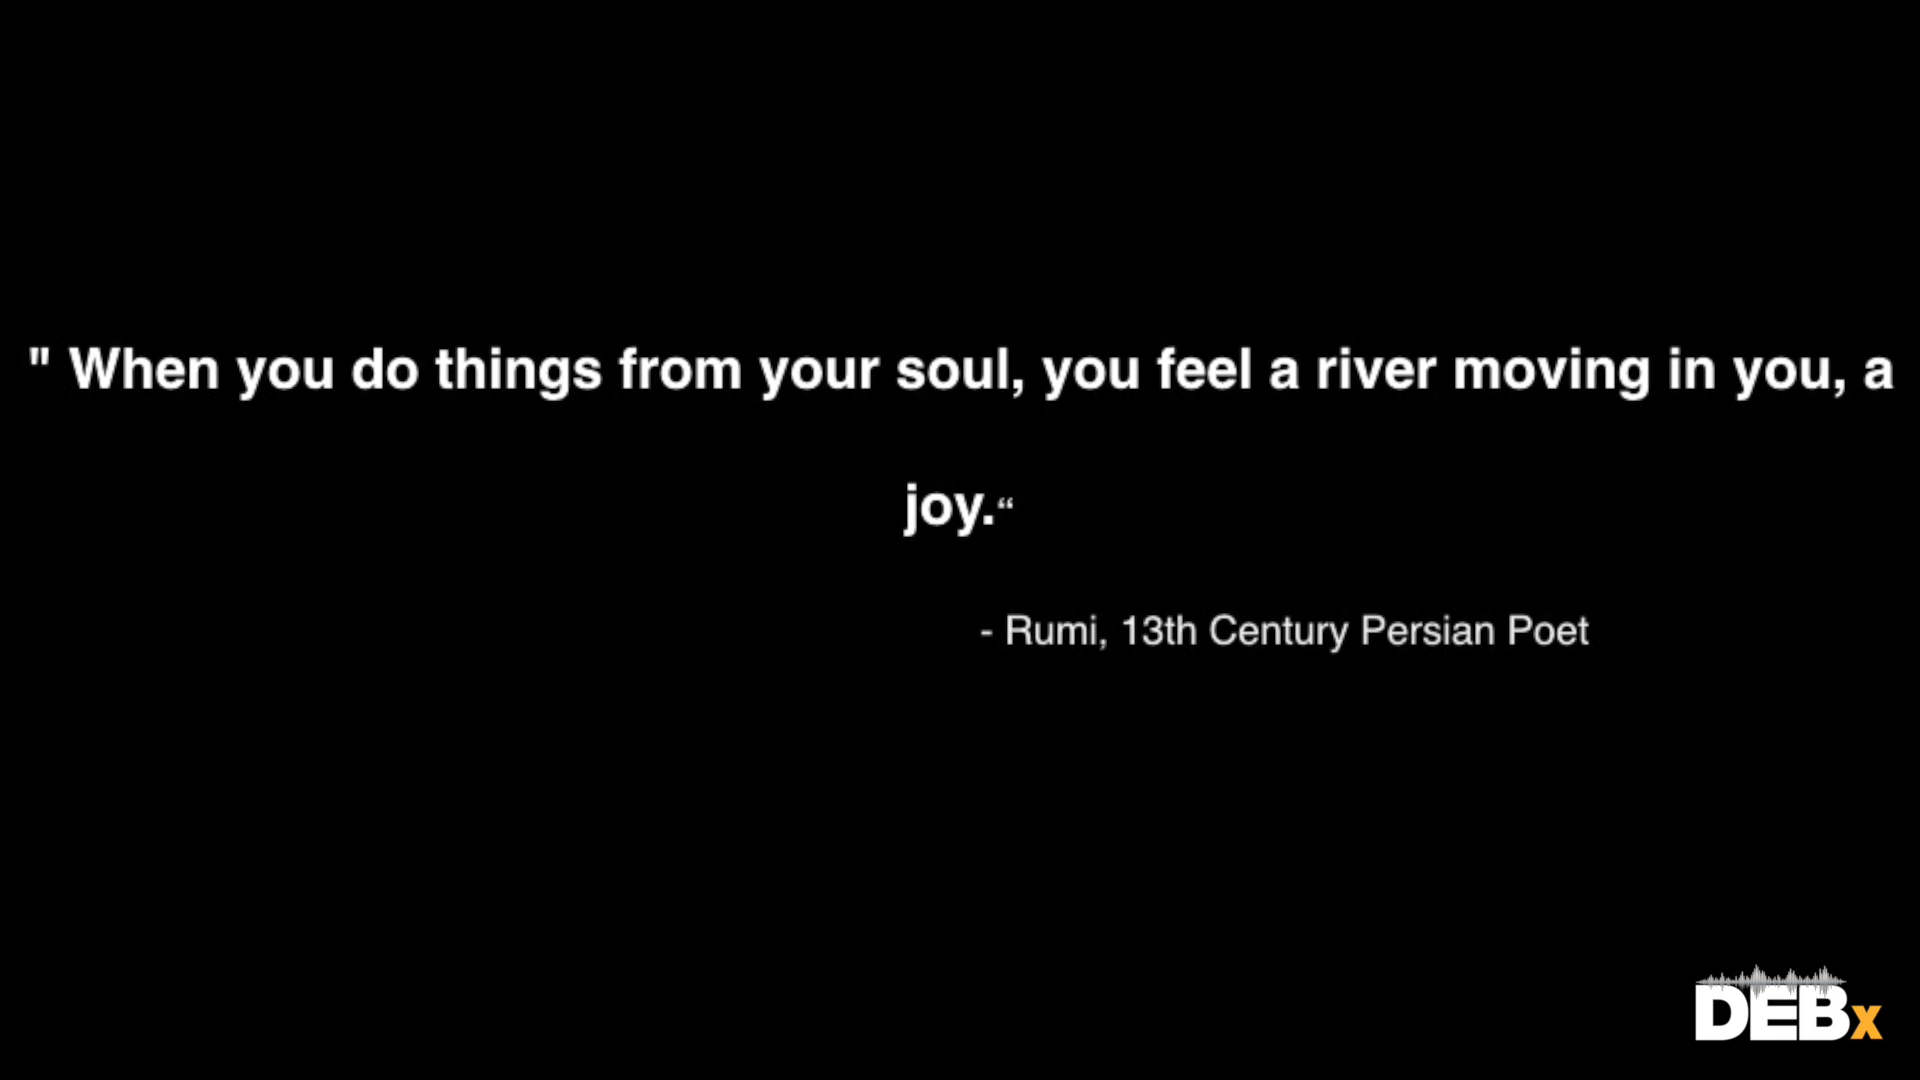 " When you do things from your soul, you feel a river moving in you, a
joy.“
- Rumi, 13th Century Persian Poet
DEBx